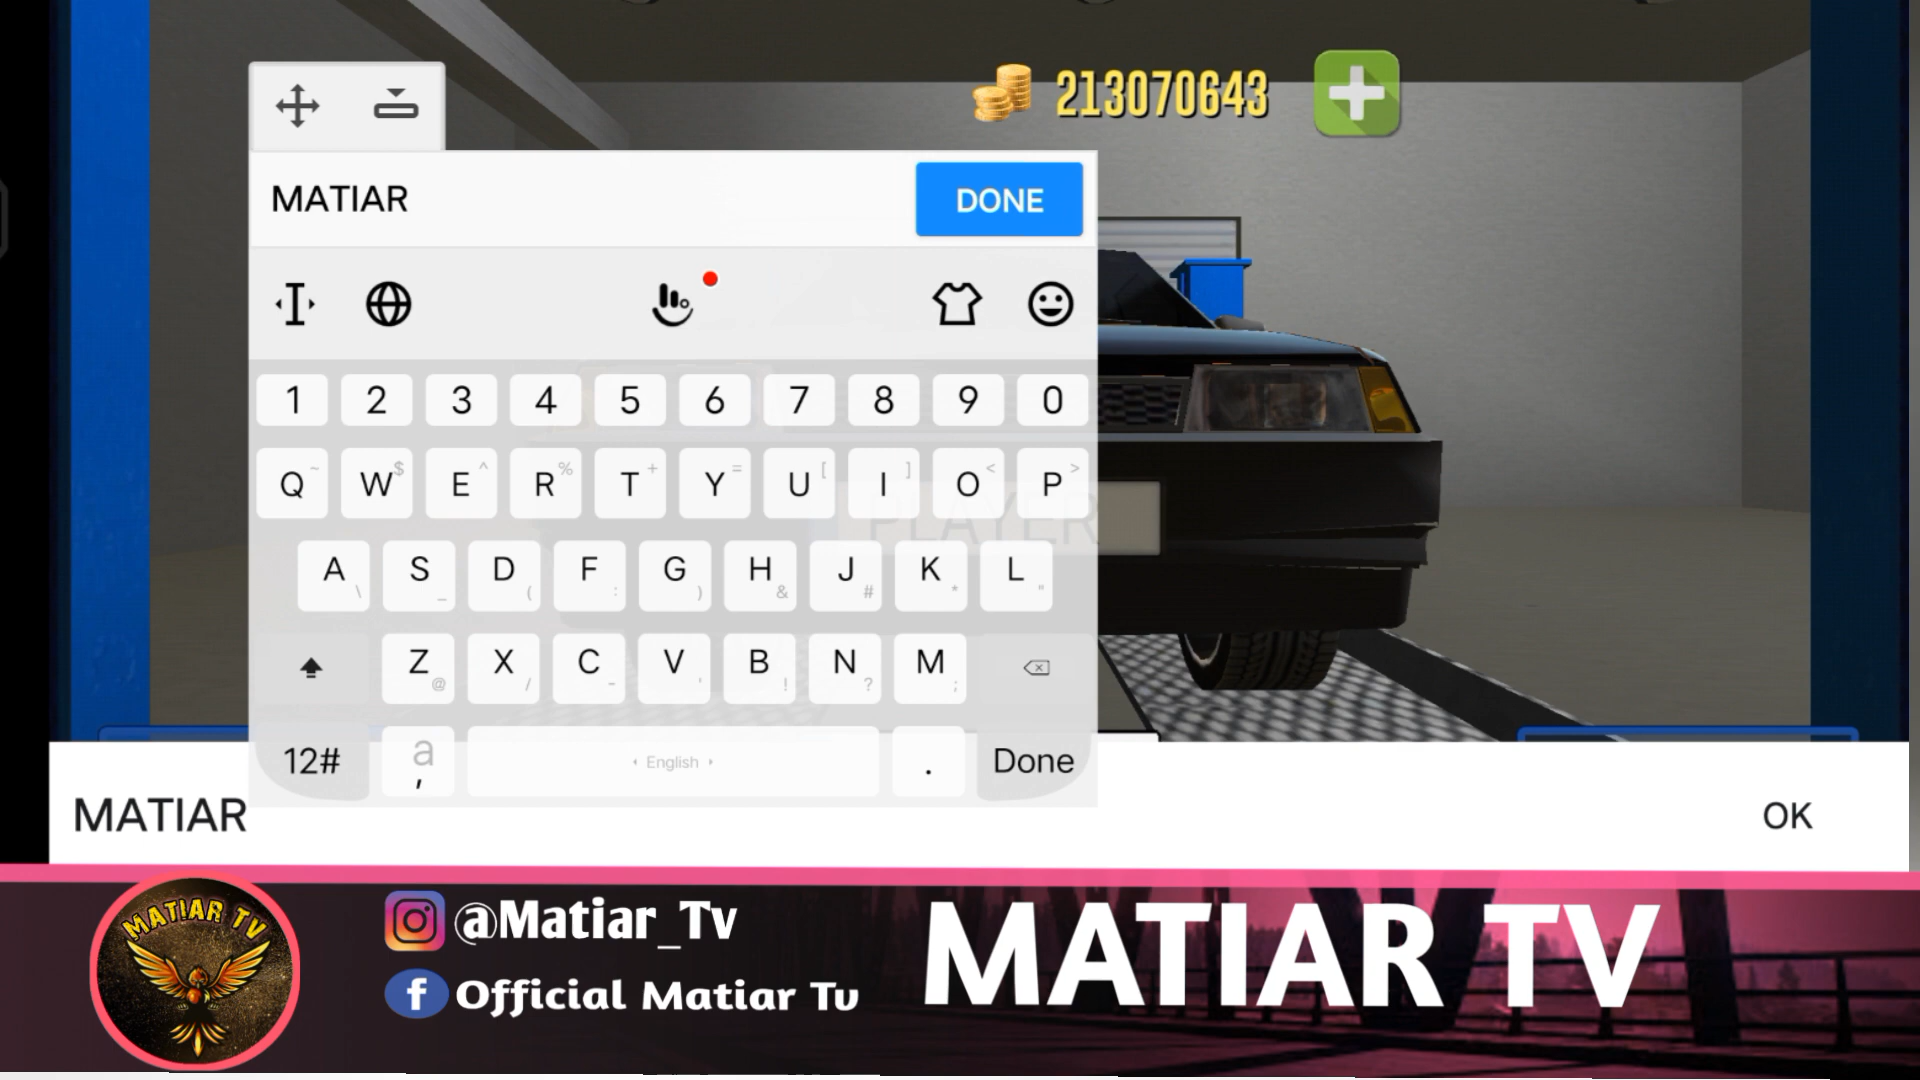 213070643
MATIAR
DONE
1 2 3 4 5 6 7 8 9 0
Q ~ W $ E ^ R % T + Y = U [ I ] O < P >
PLAYER
A \ S _ D ( F : G ) H & J # K * L "
Z @ X / C - V ' B ! N ? M ;
12# a , English . Done
MATIAR
OK
MATIAR TV
@Matiar_Tv
Official Matiar Tv
MATIAR TV